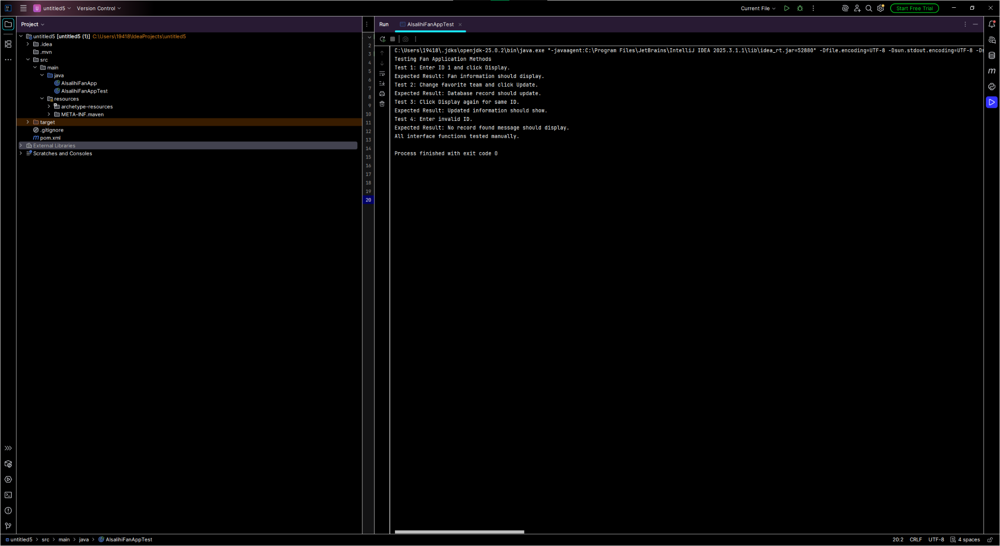 U untitled5 Version Control Current File Start Free Trial
Project
untitled5 [untitled5 (1)] C:\Users\19418\IdeaProjects\untitled5
.idea
.mvn
src
main
java
AlsalihiFanApp
AlsalihiFanAppTest
resources
archetype-resources
META-INF.maven
target
.gitignore
m pom.xml
External Libraries
Scratches and Consoles
2
3
4
5
6
7
8
9
10
11
12
13
14
15
16
17
18
19
20
Run AlsalihiFanAppTest
C:\Users\19418\.jdks\openjdk-25.0.2\bin\java.exe "-javaagent:C:\Program Files\JetBrains\IntelliJ IDEA 2025.3.1.1\lib\idea_rt.jar=52880" -Dfile.encoding=UTF-8 -Dsun.stdout.encoding=UTF-8 -Ds
Testing Fan Application Methods
Test 1: Enter ID 1 and click Display.
Expected Result: Fan information should display.
Test 2: Change favorite team and click Update.
Expected Result: Database record should update.
Test 3: Click Display again for same ID.
Expected Result: Updated information should show.
Test 4: Enter invalid ID.
Expected Result: No record found message should display.
All interface functions tested manually.
Process finished with exit code 0
m
untitled5 > src > main > java > AlsalihiFanAppTest 20:2 CRLF UTF-8 4 spaces